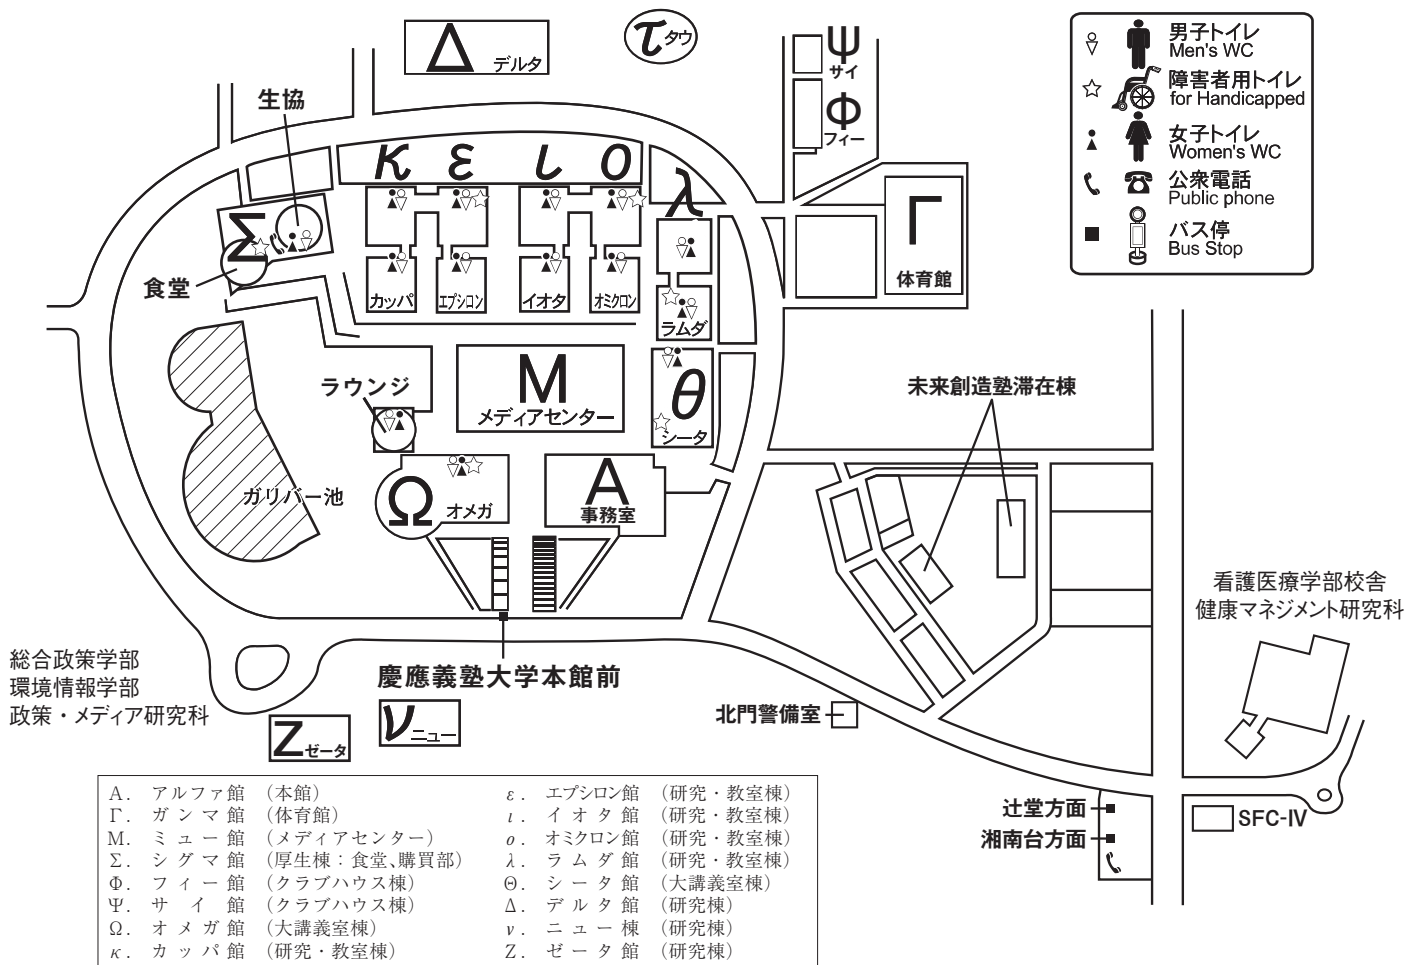 Δ デルタ
τ タウ
Ψ
サイ
Φ
フィー
男子トイレ
Men's WC
障害者用トイレ
for Handicapped
女子トイレ
Women's WC
公衆電話
Public phone
バス停
Bus Stop
生協
κ ε ι ο
λ
Σ
食堂
カッパ エプシロン イオタ オミクロン
ラムダ
Γ
体育館
ラウンジ
M
メディアセンター
θ
シータ
未来創造塾滞在棟
ガリバー池
Ω オメガ
A
事務室
看護医療学部校舎
健康マネジメント研究科
総合政策学部
環境情報学部
政策・メディア研究科
慶應義塾大学本館前
Z ゼータ
ν ニュー
北門警備室
辻堂方面
湘南台方面
SFC-IV
A. アルファ館 (本館)
Γ. ガンマ館 (体育館)
M. ミュー館 (メディアセンター)
Σ. シグマ館 (厚生棟:食堂、購買部)
Φ. フィー館 (クラブハウス棟)
Ψ. サイ館 (クラブハウス棟)
Ω. オメガ館 (大講義室棟)
κ. カッパ館 (研究・教室棟)
ε. エプシロン館 (研究・教室棟)
ι. イオタ館 (研究・教室棟)
ο. オミクロン館 (研究・教室棟)
λ. ラムダ館 (研究・教室棟)
Θ. シータ館 (大講義室棟)
Δ. デルタ館 (研究棟)
ν. ニュー棟 (研究棟)
Z. ゼータ館 (研究棟)